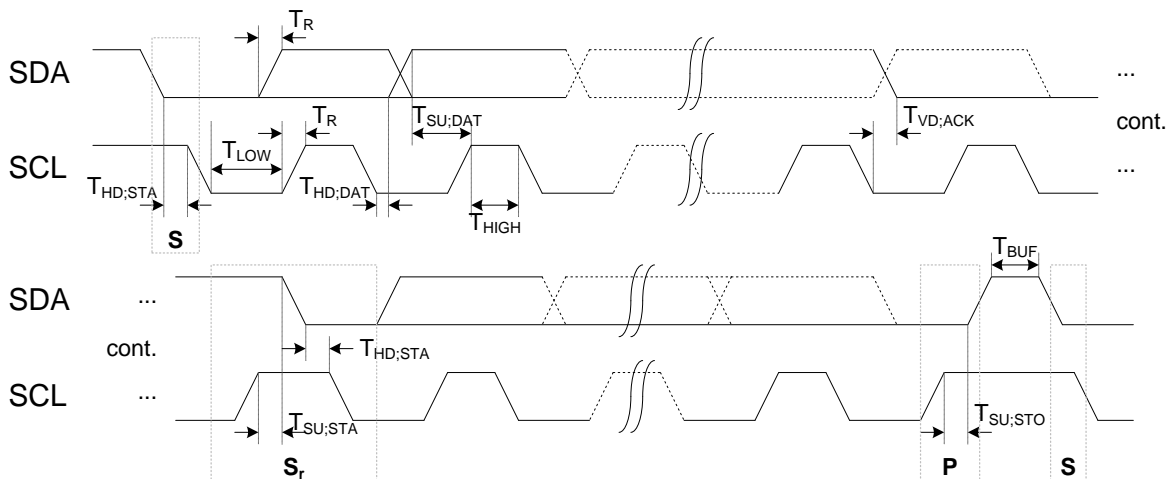 T_R
SDA
...
T_R
T_SU;DAT
T_VD;ACK
cont.
SCL
T_LOW
...
T_HD;STA
T_HD;DAT
T_HIGH
S
T_BUF
SDA
...
cont.
T_HD;STA
SCL
...
T_SU;STA
T_SU;STO
S_r
P
S